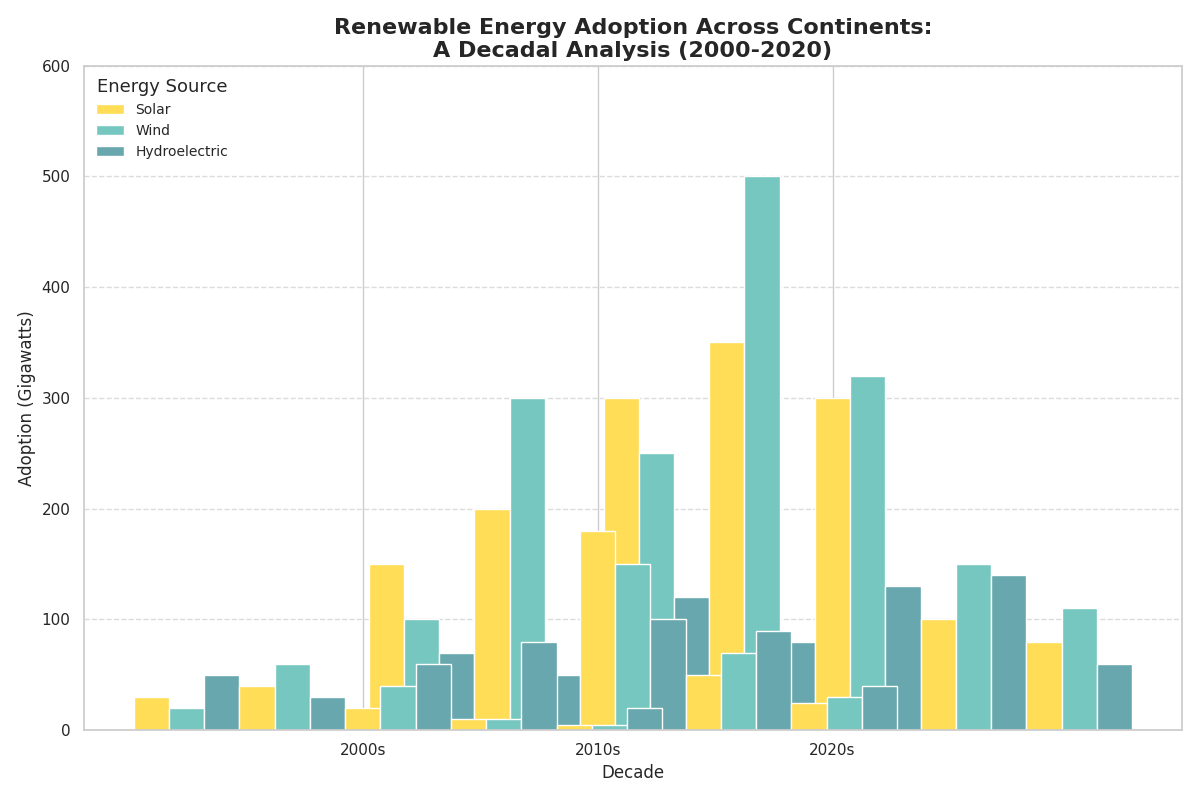 Renewable Energy Adoption Across Continents:
A Decadal Analysis (2000-2020)
Energy Source
Solar
Wind
Hydroelectric
Adoption (Gigawatts)
600
500
400
300
200
100
0
2000s
2010s
2020s
Decade